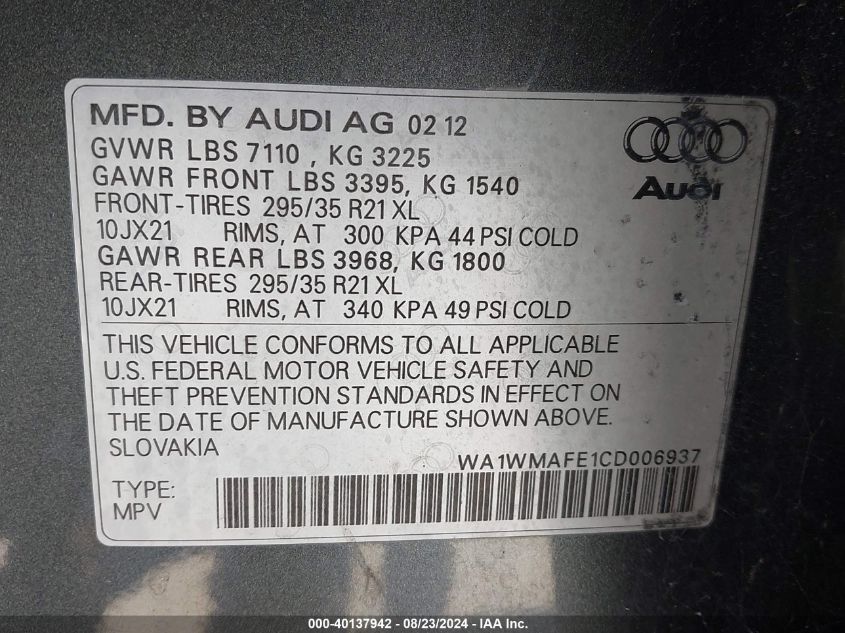 MFD. BY AUDI AG 02 12
GVWR LBS 7110 , KG 3225
GAWR FRONT LBS 3395, KG 1540
FRONT-TIRES 295/35 R21 XL
10JX21 RIMS, AT 300 KPA 44 PSI COLD
GAWR REAR LBS 3968, KG 1800
REAR-TIRES 295/35 R21 XL
10JX21 RIMS, AT 340 KPA 49 PSI COLD
Audi
THIS VEHICLE CONFORMS TO ALL APPLICABLE
U.S. FEDERAL MOTOR VEHICLE SAFETY AND
THEFT PREVENTION STANDARDS IN EFFECT ON
THE DATE OF MANUFACTURE SHOWN ABOVE.
SLOVAKIA
WA1WMAFE1CD006937
TYPE:
MPV
000-40137942 - 08/23/2024 - © IAA, Inc.